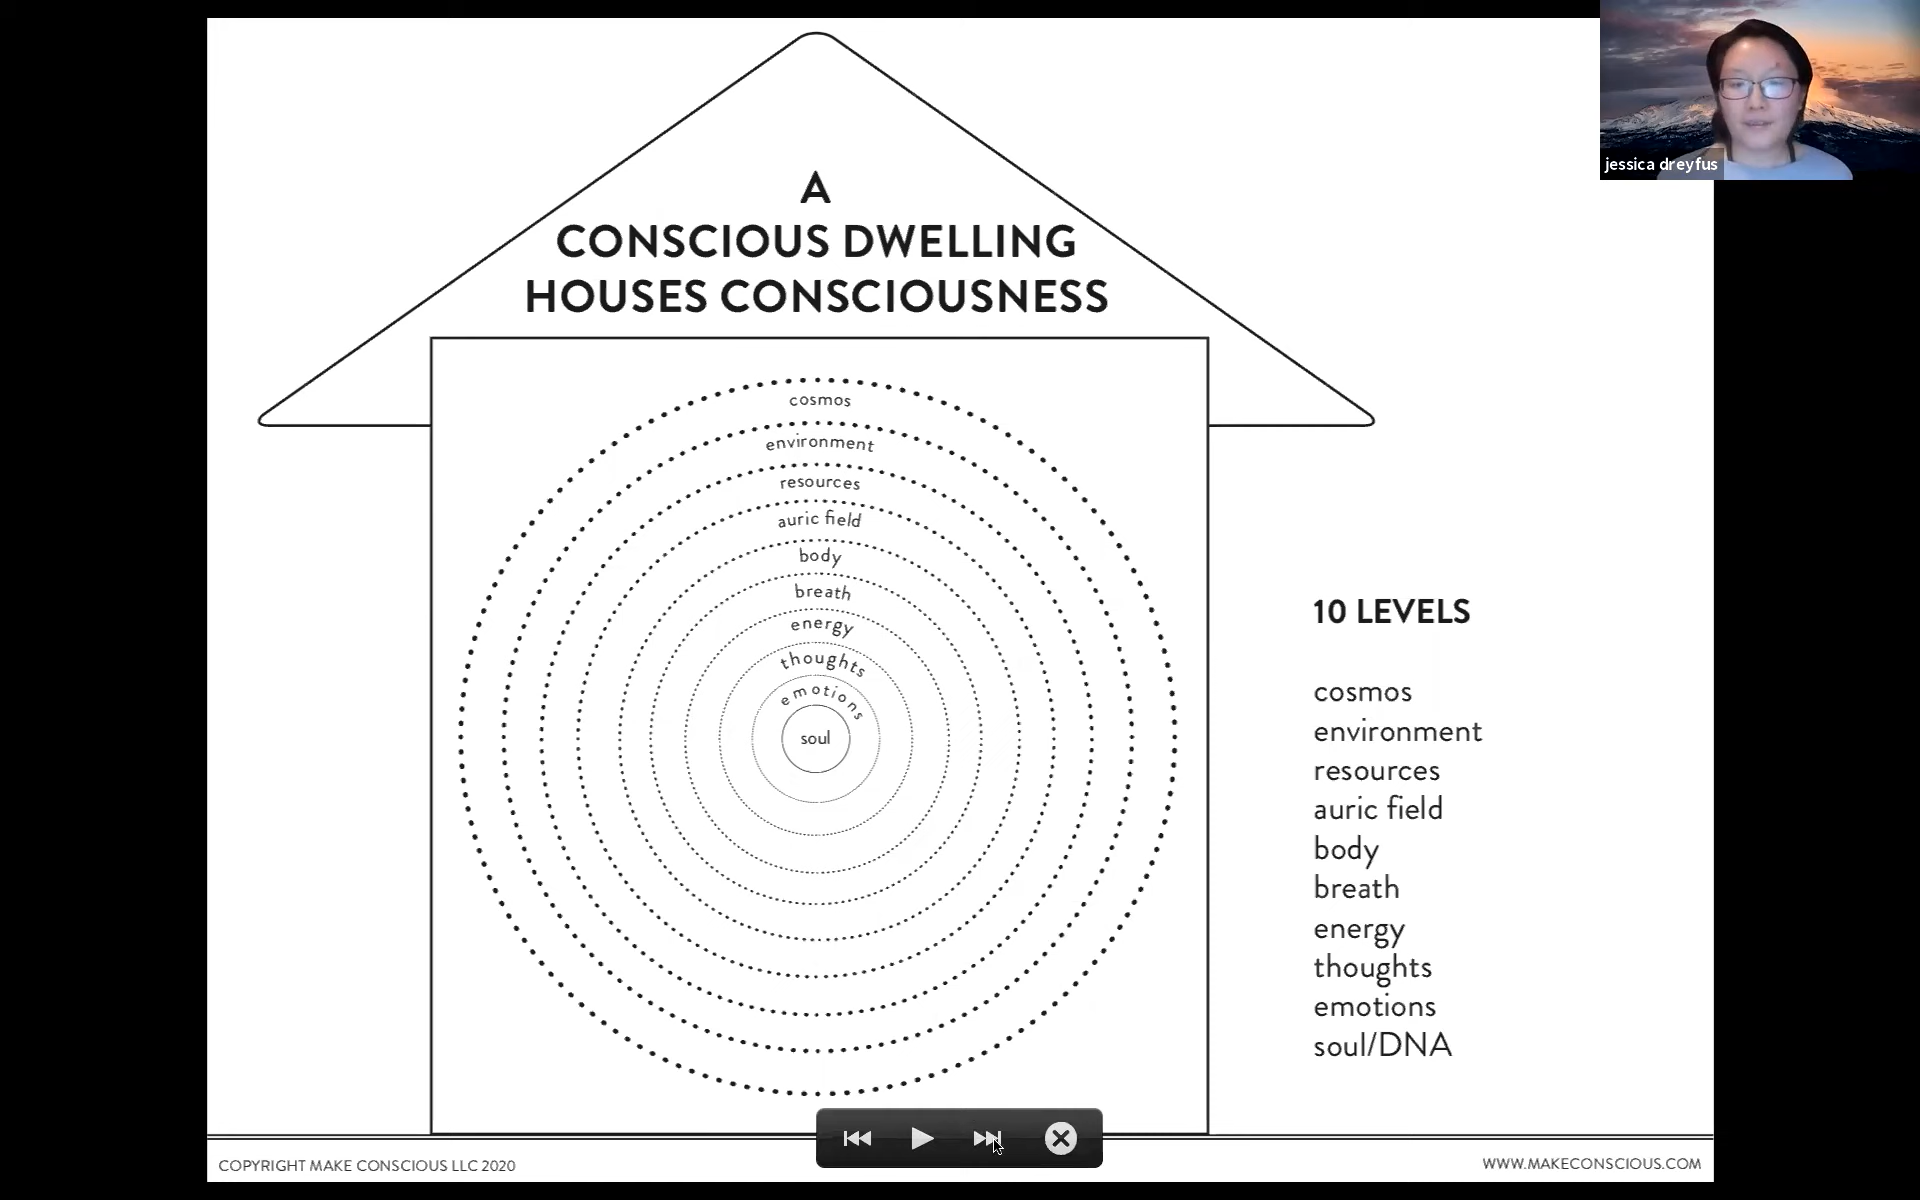 A
CONSCIOUS DWELLING
HOUSES CONSCIOUSNESS
cosmos
environment
resources
auric field
body
breath
energy
thoughts
emotions
soul
10 LEVELS
cosmos
environment
resources
auric field
body
breath
energy
thoughts
emotions
soul/DNA
jessica dreyfus
COPYRIGHT MAKE CONSCIOUS LLC 2020
WWW.MAKECONSCIOUS.COM